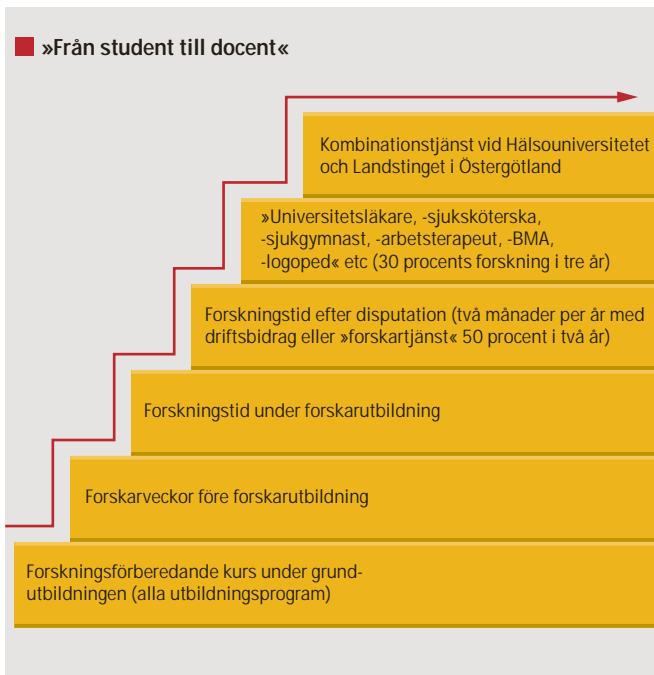 »Från student till docent«
Kombinationstjänst vid Hälsouniversitetet
och Landstinget i Östergötland
»Universitetsläkare, -sjuksköterska,
-sjukgymnast, -arbetsterapeut, -BMA,
-logoped« etc (30 procents forskning i tre år)
Forskningstid efter disputation (två månader per år med
driftsbidrag eller »forskartjänst« 50 procent i två år)
Forskningstid under forskarutbildning
Forskarveckor före forskarutbildning
Forskningsförberedande kurs under grund-
utbildningen (alla utbildningsprogram)